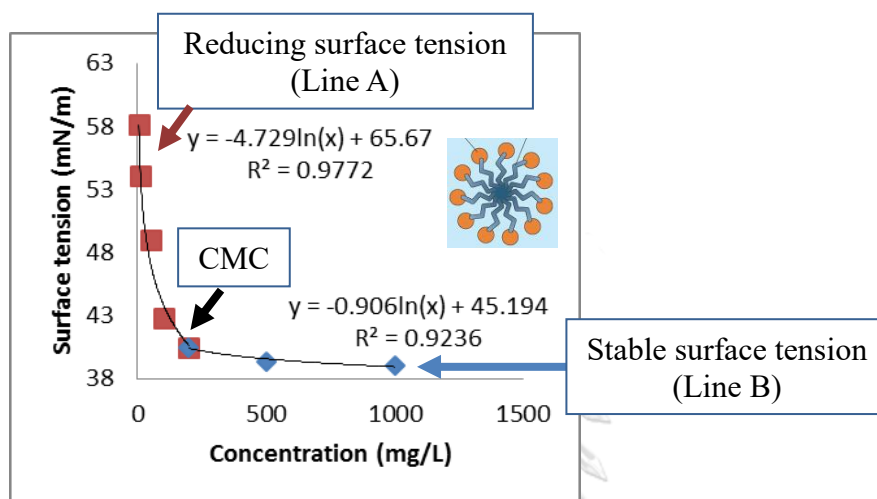 Reducing surface tension
(Line A)
63
58
53
48
43
38
Surface tension (mN/m)
y = -4.729ln(x) + 65.67
R² = 0.9772
CMC
y = -0.906ln(x) + 45.194
R² = 0.9236
Stable surface tension
(Line B)
0
500
1000
1500
Concentration (mg/L)